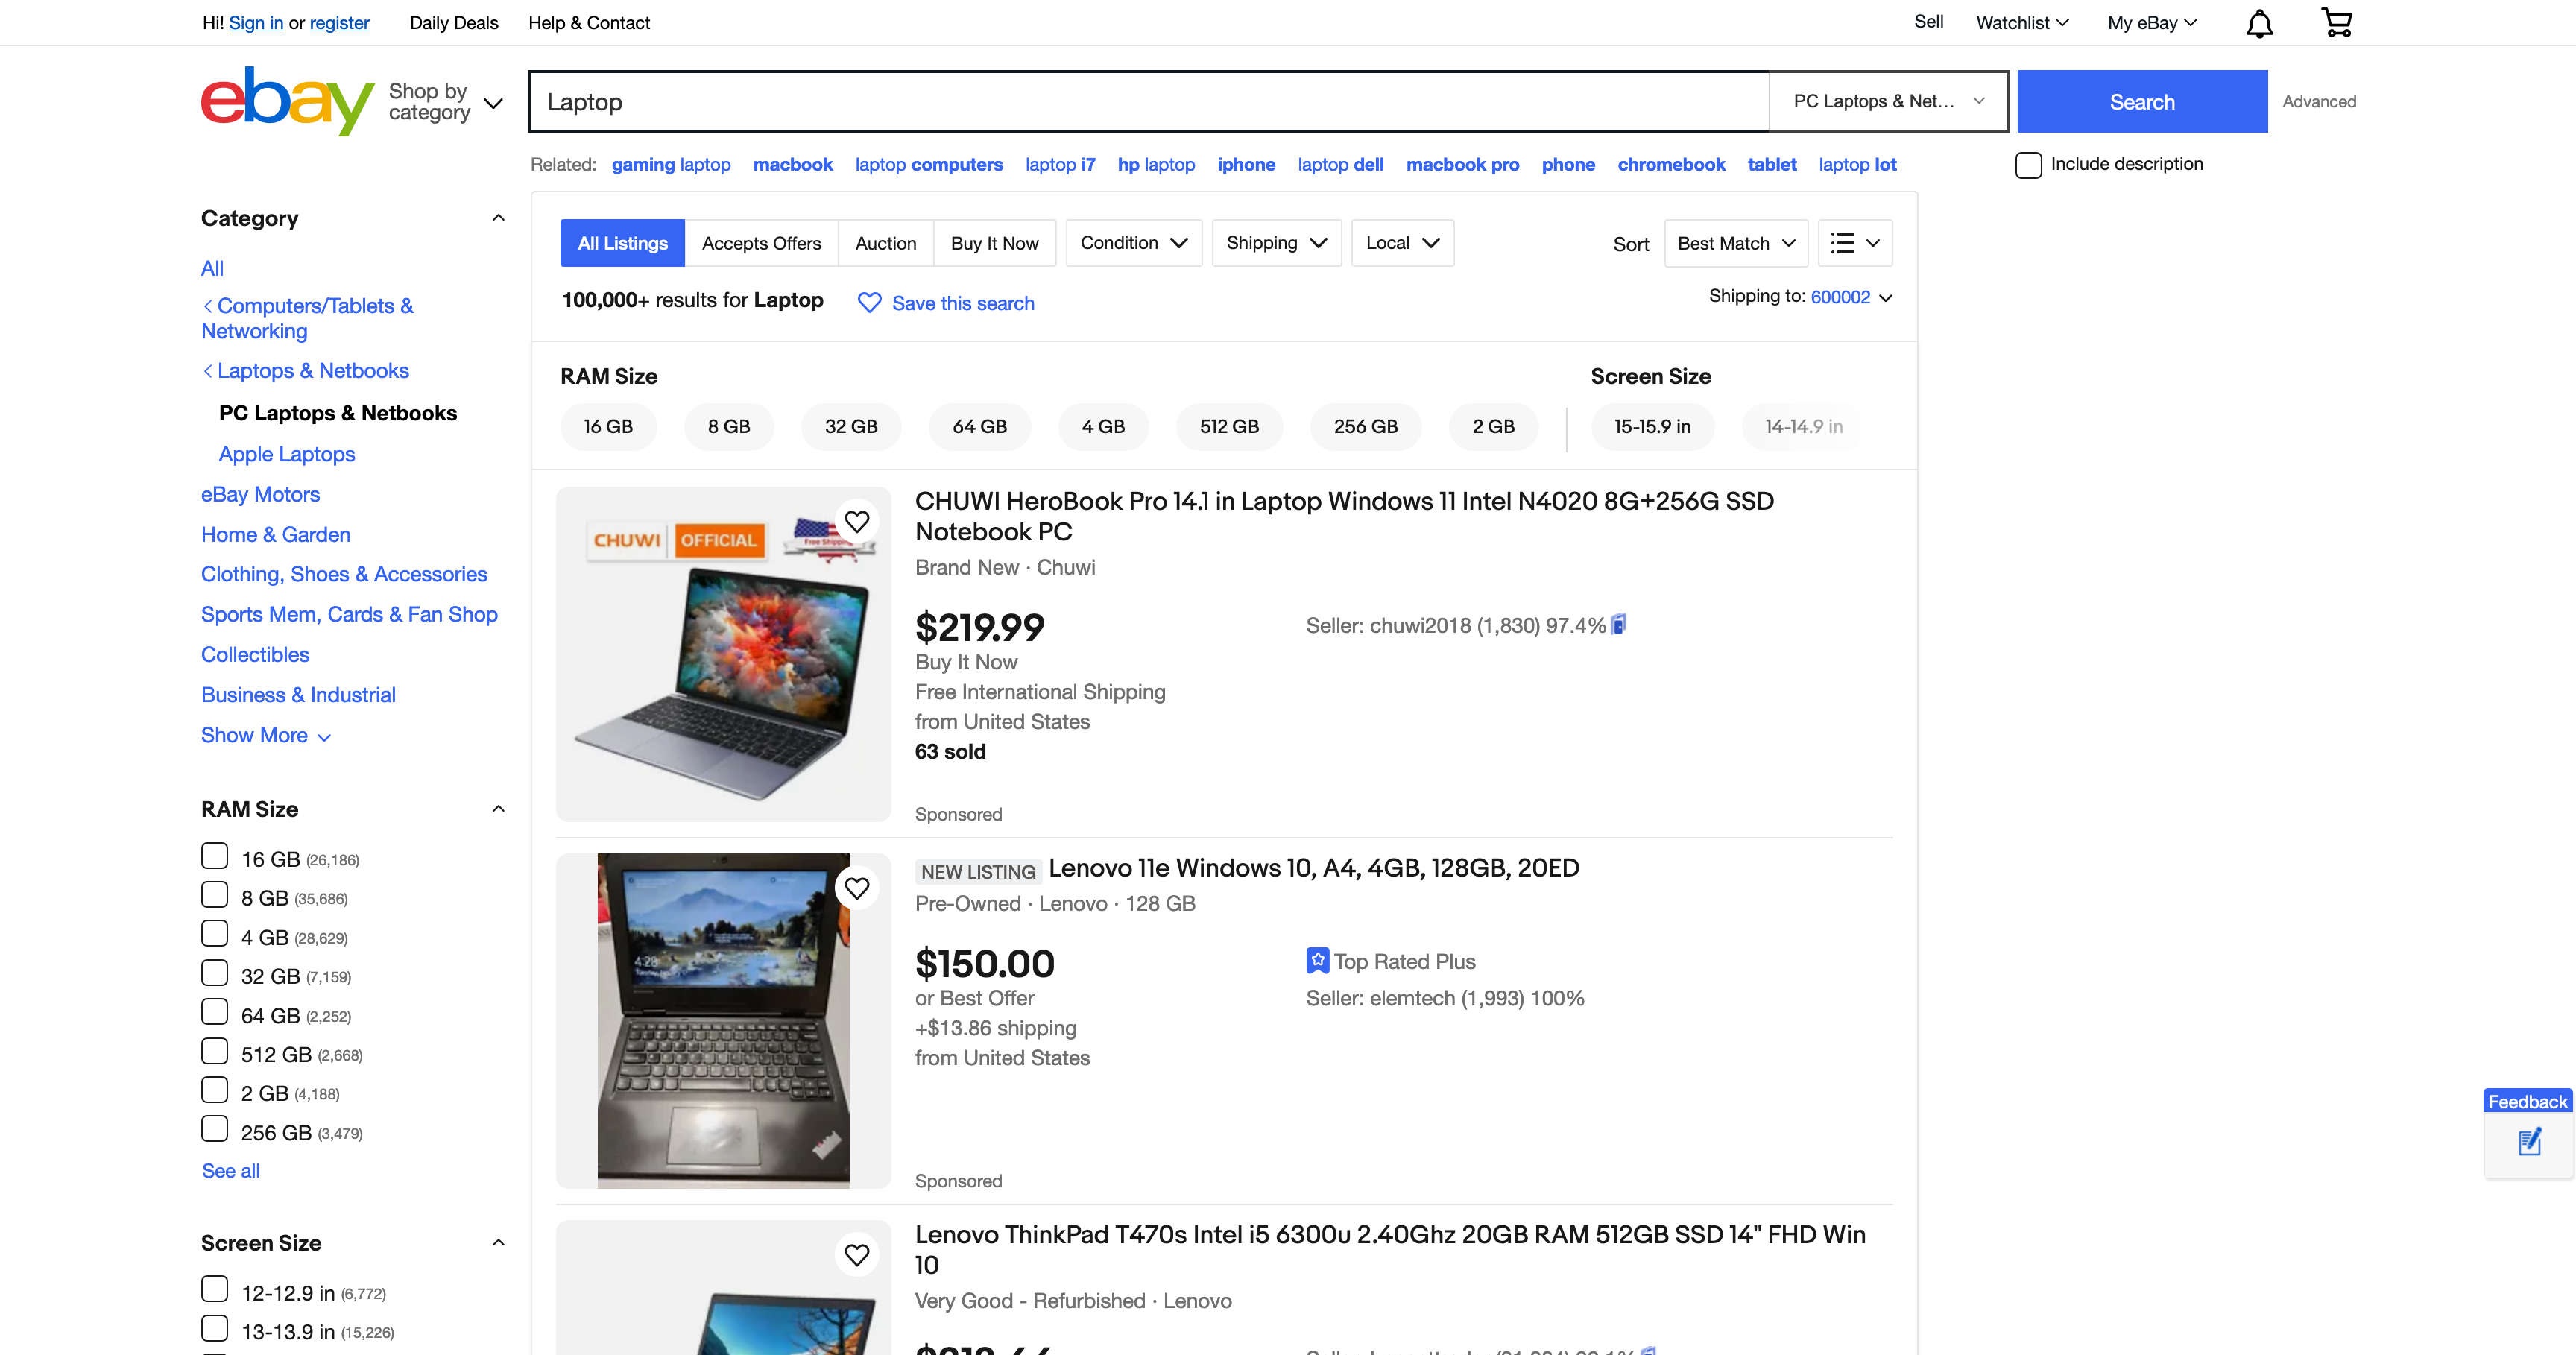 Hi! Sign in or register Daily Deals Help & Contact Sell Watchlist My eBay
ebay Shop by category Laptop PC Laptops & Net... Search Advanced
Related: gaming laptop macbook laptop computers laptop i7 hp laptop iphone laptop dell macbook pro phone chromebook tablet laptop lot Include description
Category
All
Computers/Tablets &
Networking
Laptops & Netbooks
PC Laptops & Netbooks
Apple Laptops
eBay Motors
Home & Garden
Clothing, Shoes & Accessories
Sports Mem, Cards & Fan Shop
Collectibles
Business & Industrial
Show More
RAM Size
16 GB (26,186)
8 GB (35,686)
4 GB (28,629)
32 GB (7,159)
64 GB (2,252)
512 GB (2,668)
2 GB (4,188)
256 GB (3,479)
See all
Screen Size
12-12.9 in (6,772)
13-13.9 in (15,226)
All Listings Accepts Offers Auction Buy It Now Condition Shipping Local Sort Best Match
100,000+ results for Laptop Save this search Shipping to: 600002
RAM Size Screen Size
16 GB 8 GB 32 GB 64 GB 4 GB 512 GB 256 GB 2 GB 15-15.9 in 14-14.9 in
CHUWI OFFICIAL Free Shipping
CHUWI HeroBook Pro 14.1 in Laptop Windows 11 Intel N4020 8G+256G SSD
Notebook PC
Brand New · Chuwi
$219.99 Seller: chuwi2018 (1,830) 97.4%
Buy It Now
Free International Shipping
from United States
63 sold
Sponsored
4:28
NEW LISTING Lenovo 11e Windows 10, A4, 4GB, 128GB, 20ED
Pre-Owned · Lenovo · 128 GB
$150.00 Top Rated Plus
or Best Offer Seller: elemtech (1,993) 100%
+$13.86 shipping
from United States
Sponsored
Lenovo ThinkPad T470s Intel i5 6300u 2.40Ghz 20GB RAM 512GB SSD 14" FHD Win
10
Very Good - Refurbished · Lenovo
Feedback